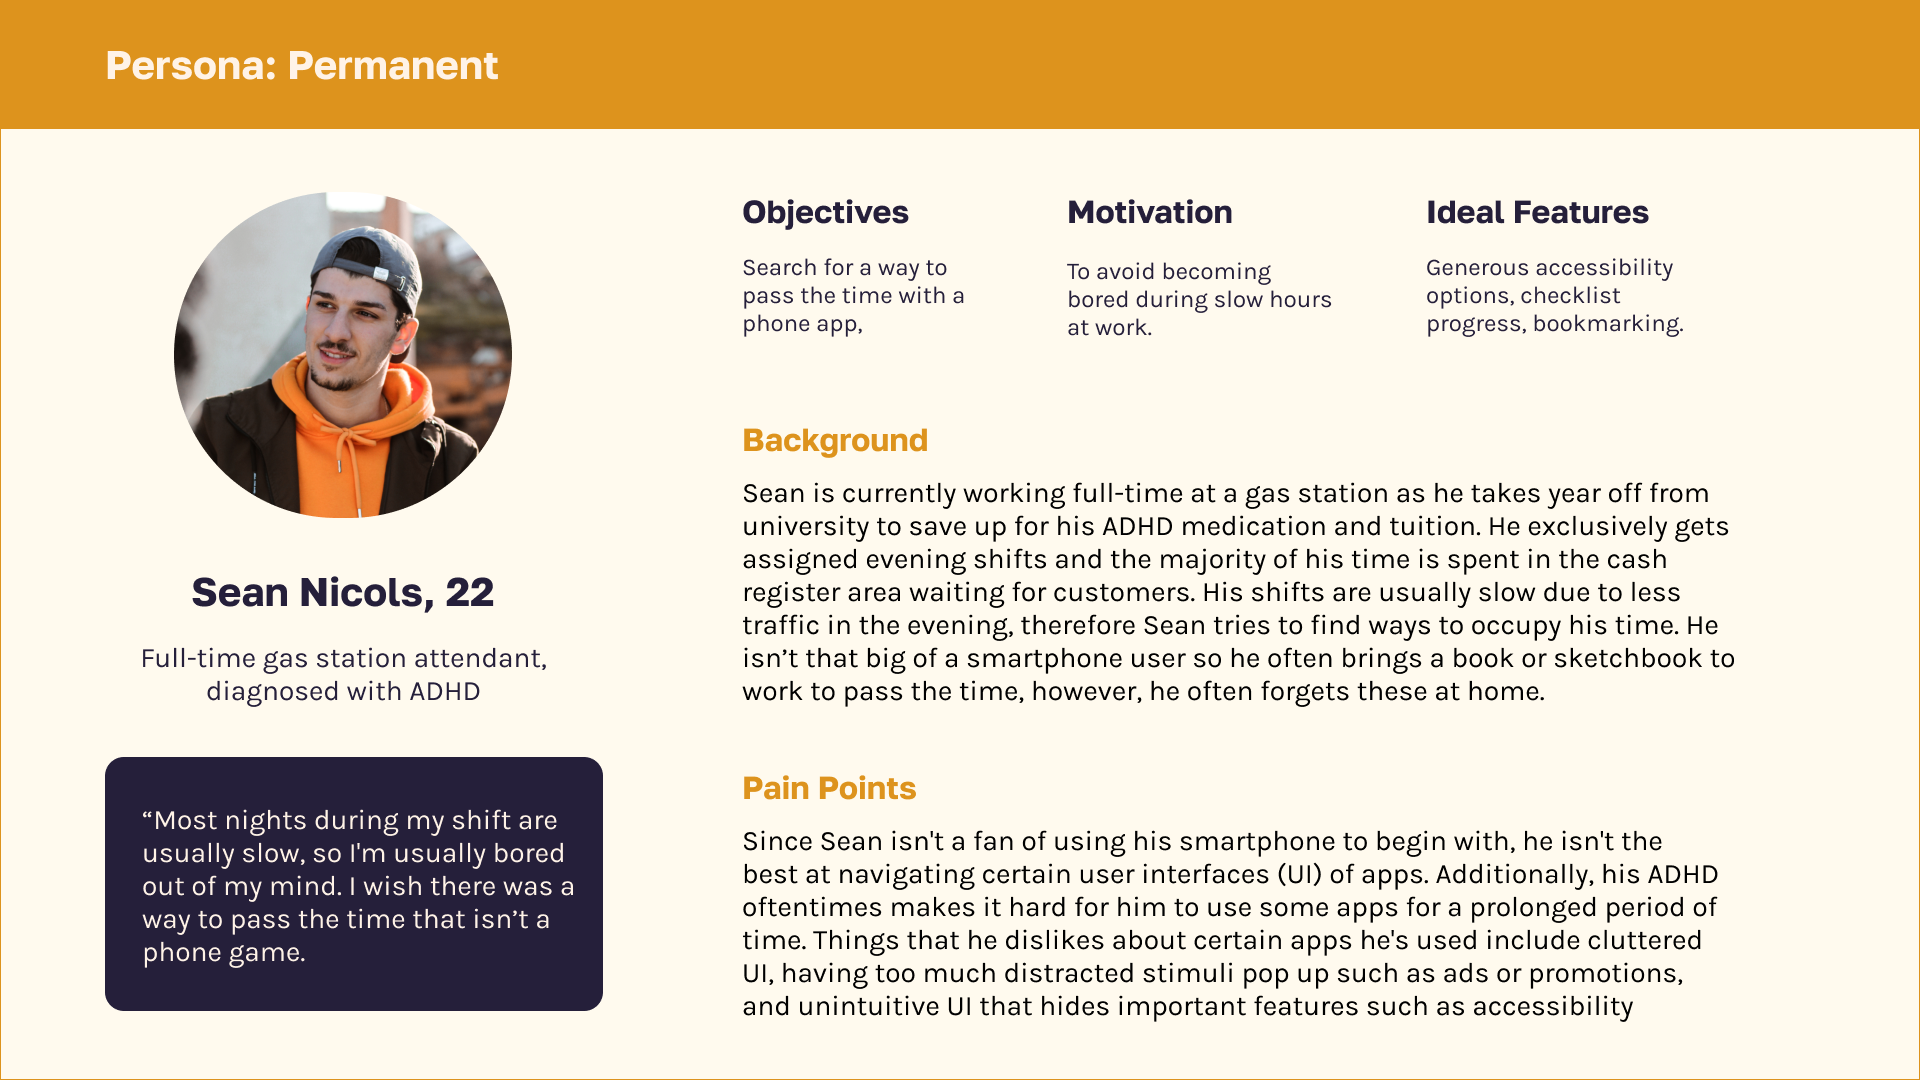 Persona: Permanent
Sean Nicols, 22
Full-time gas station attendant,
diagnosed with ADHD
“Most nights during my shift are
usually slow, so I'm usually bored
out of my mind. I wish there was a
way to pass the time that isn’t a
phone game.
Objectives
Search for a way to
pass the time with a
phone app,
Motivation
To avoid becoming
bored during slow hours
at work.
Ideal Features
Generous accessibility
options, checklist
progress, bookmarking.
Background
Sean is currently working full-time at a gas station as he takes year off from
university to save up for his ADHD medication and tuition. He exclusively gets
assigned evening shifts and the majority of his time is spent in the cash
register area waiting for customers. His shifts are usually slow due to less
traffic in the evening, therefore Sean tries to find ways to occupy his time. He
isn’t that big of a smartphone user so he often brings a book or sketchbook to
work to pass the time, however, he often forgets these at home.
Pain Points
Since Sean isn't a fan of using his smartphone to begin with, he isn't the
best at navigating certain user interfaces (UI) of apps. Additionally, his ADHD
oftentimes makes it hard for him to use some apps for a prolonged period of
time. Things that he dislikes about certain apps he's used include cluttered
UI, having too much distracted stimuli pop up such as ads or promotions,
and unintuitive UI that hides important features such as accessibility